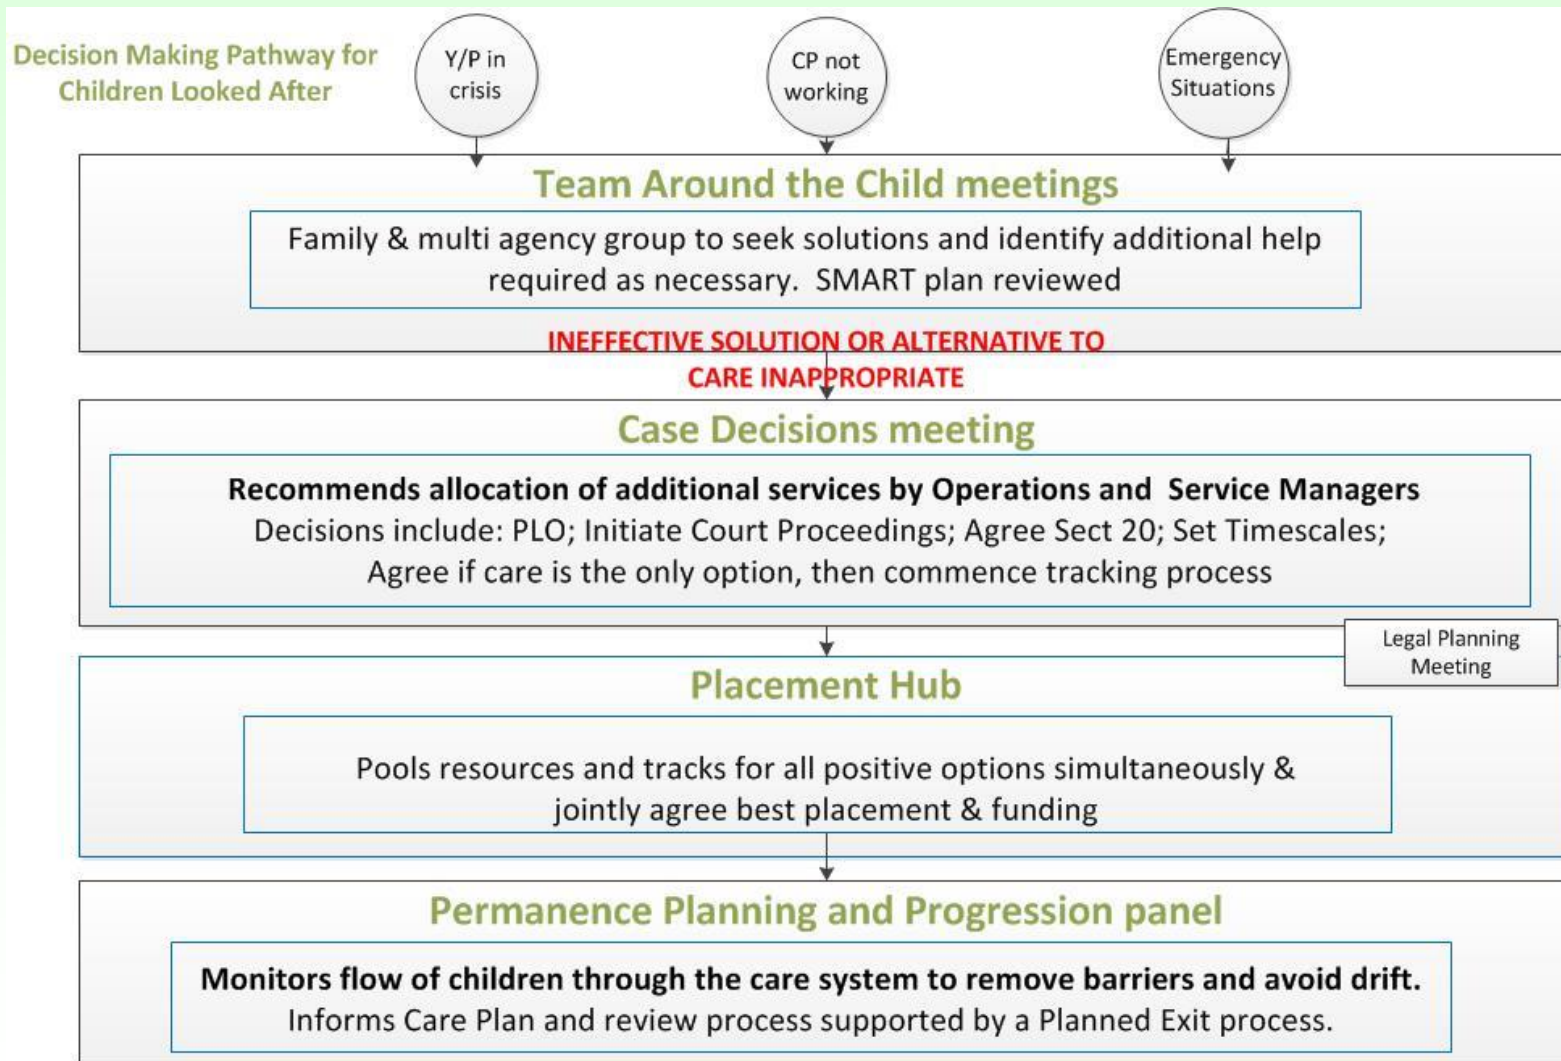 Decision Making Pathway for
Children Looked After
Y/P in
crisis
CP not
working
Emergency
Situations
Team Around the Child meetings
Family & multi agency group to seek solutions and identify additional help
required as necessary.  SMART plan reviewed
INEFFECTIVE SOLUTION OR ALTERNATIVE TO
CARE INAPPROPRIATE
Case Decisions meeting
Recommends allocation of additional services by Operations and  Service Managers
Decisions include: PLO; Initiate Court Proceedings; Agree Sect 20; Set Timescales;
Agree if care is the only option, then commence tracking process
Legal Planning
Meeting
Placement Hub
Pools resources and tracks for all positive options simultaneously &
jointly agree best placement & funding
Permanence Planning and Progression panel
Monitors flow of children through the care system to remove barriers and avoid drift.
Informs Care Plan and review process supported by a Planned Exit process.